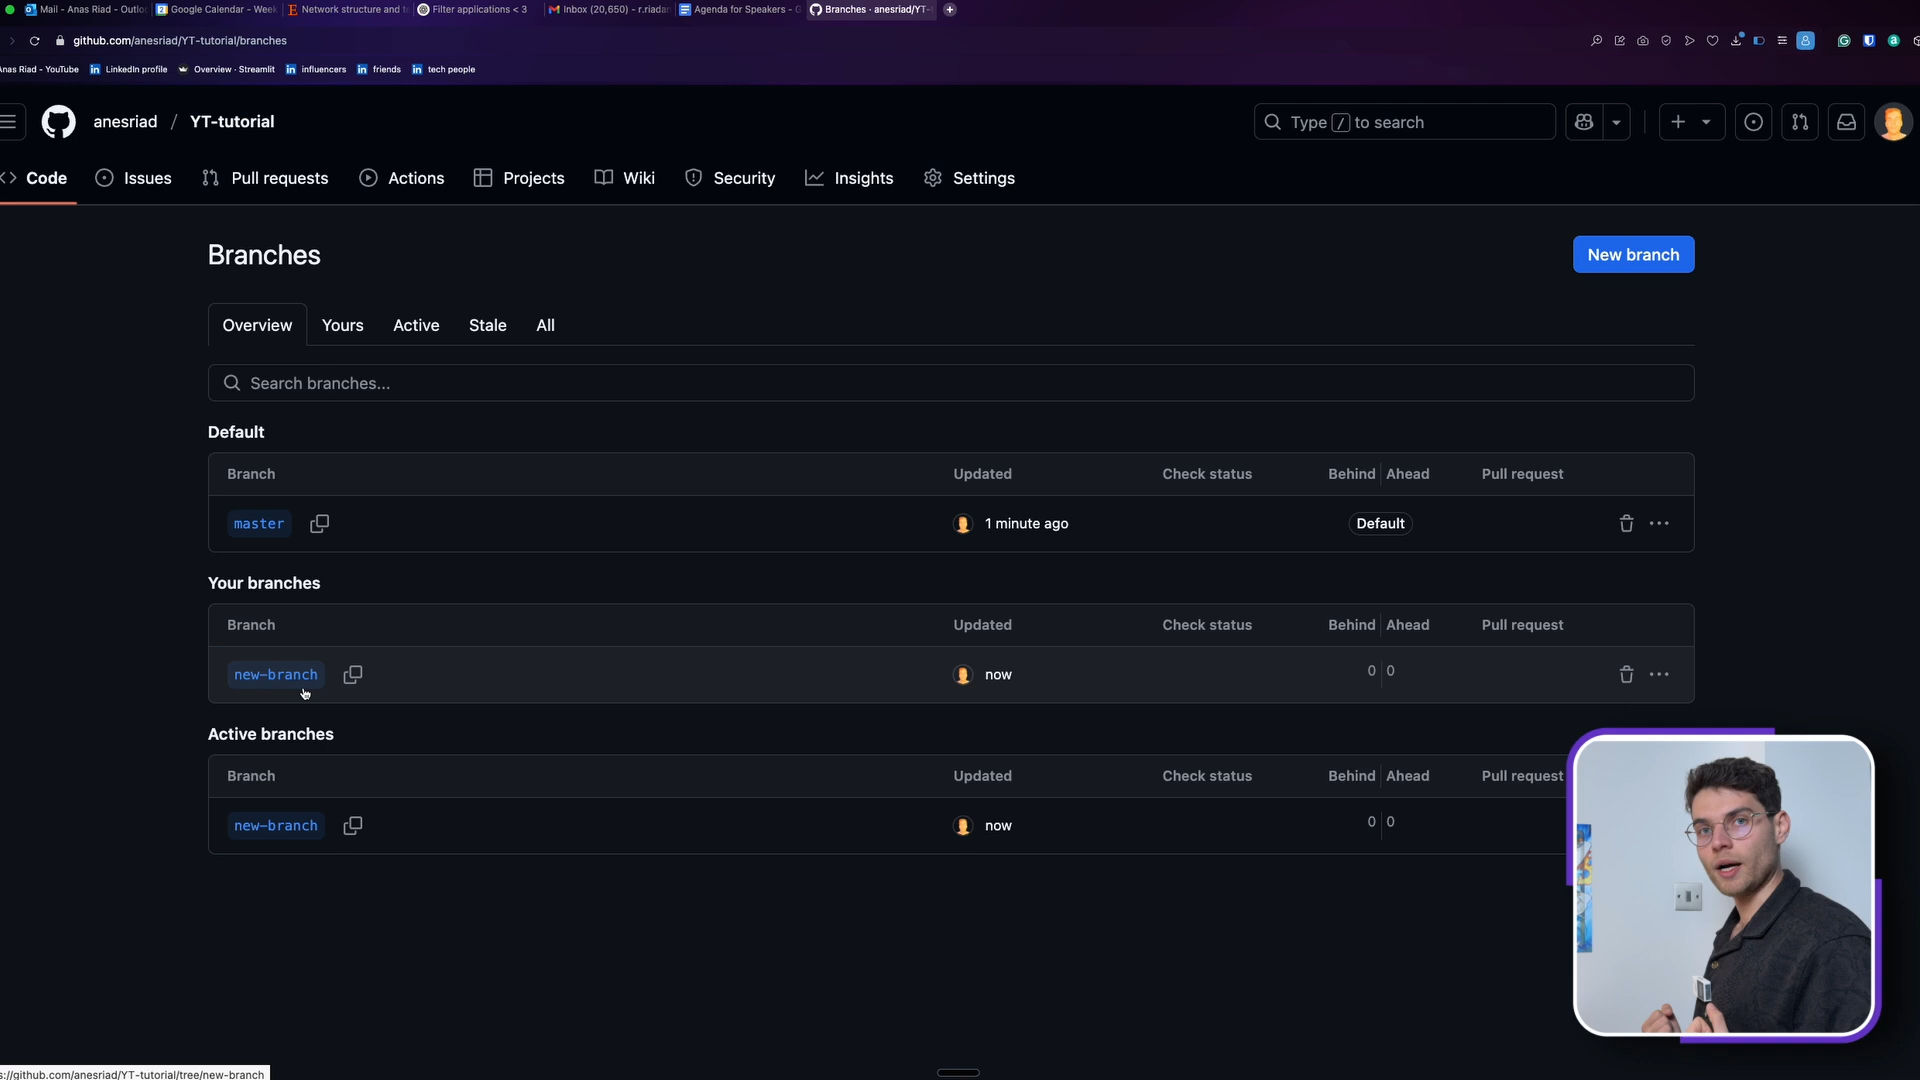 Mail - Anas Riad - Outlo
Google Calendar - Week
Network structure and t
Filter applications < 3
Inbox (20,650) - r.riadan
Agenda for Speakers - G
Branches · anesriad/YT-
github.com/anesriad/YT-tutorial/branches
Anas Riad - YouTube
LinkedIn profile
Overview · Streamlit
influencers
friends
tech people
anesriad / YT-tutorial
Type / to search
Code
Issues
Pull requests
Actions
Projects
Wiki
Security
Insights
Settings
Branches
New branch
Overview
Yours
Active
Stale
All
Search branches...
Default
Branch Updated Check status Behind Ahead Pull request
master 1 minute ago Default
Your branches
Branch Updated Check status Behind Ahead Pull request
new-branch now 0 0
Active branches
Branch Updated Check status Behind Ahead Pull request
new-branch now 0 0
s://github.com/anesriad/YT-tutorial/tree/new-branch